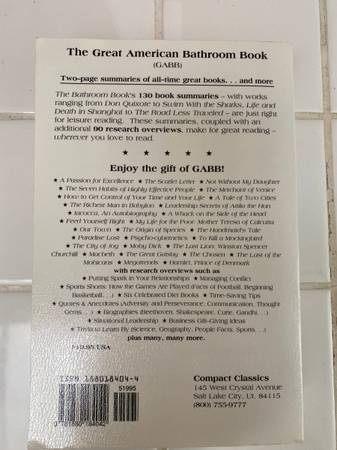 The Great American Bathroom Book
(GABB)
Two-page summaries of all-time great books. . . and more
The Bathroom Book's 130 book summaries – with works
ranging from Don Quixote to Swim With the Sharks, Life and
Death in Shanghai to The Road Less Traveled – are just right
for leisure reading. These summaries, coupled with an
additional 90 research overviews, make for great reading –
wherever you love to read.
★ ★ ★ ★ ★
Enjoy the gift of GABB!
★ A Passion for Excellence ★ The Scarlet Letter ★ Not Without My Daughter
★ The Seven Habits of Highly Effective People ★ The Merchant of Venice
★ How to Get Control of Your Time and Your Life ★ A Tale of Two Cities
★ The Richest Man in Babylon ★ Leadership Secrets of Attila the Hun
★ Iacocca, An Autobiography ★ A Whack on the Side of the Head
★ Feed Yourself Right ★ My Life for the Poor, Mother Teresa of Calcutta
★ Our Town ★ The Origin of Species ★ The Handmaid's Tale
★ Paradise Lost ★ Psycho-cybernetics ★ To Kill a Mockingbird
★ The City of Joy ★ Moby Dick ★ The Last Lion: Winston Spencer
Churchill ★ Macbeth ★ The Great Gatsby ★ The Chosen ★ The Last of the
Mohicans ★ Megatrends ★ Hamlet, Prince of Denmark
with research overviews such as
★ Putting Spark in Your Relationships ★ Managing Conflict
★ Sports Shorts: How the Games Are Played (Facts of Football, Beginning
Basketball. . .) ★ Six Celebrated Diet Books ★ Time-Saving Tips
★ Quotes & Anecdotes (Adversity and Perseverance, Communication, Thought
Gems. . .) ★ Biographies (Beethoven, Shakespeare, Curie, Gandhi. . .)
★ Situational Leadership ★ Business Gift-Giving Ideas
★ Trivia to Learn By (Science, Geography, People Facts, Sports. . .)
plus many, many more.
USA
ISBN 188018404-4
51995
9 781880 184042
Compact Classics
145 West Crystal Avenue
Salt Lake City, Ut. 84115
(800) 755-9777